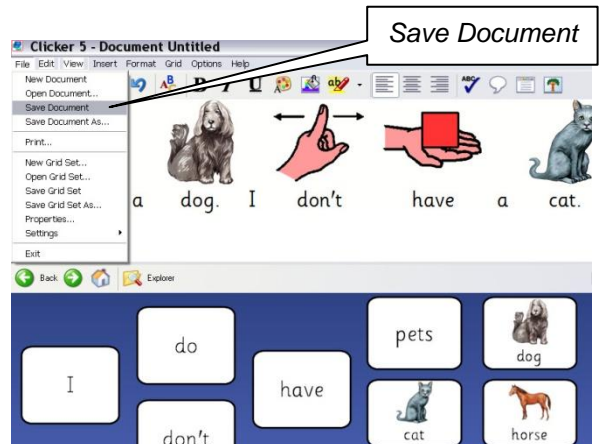 Save Document
Clicker 5 - Document Untitled
File Edit View Insert Format Grid Options Help
New Document
Open Document...
Save Document
Save Document As...
Print...
New Grid Set...
Open Grid Set...
Save Grid Set
Save Grid Set As...
Properties...
Settings
Exit
B I U
ABC
a dog. I don't have a cat.
Back Explorer
I
do
don't
have
pets
dog
cat
horse